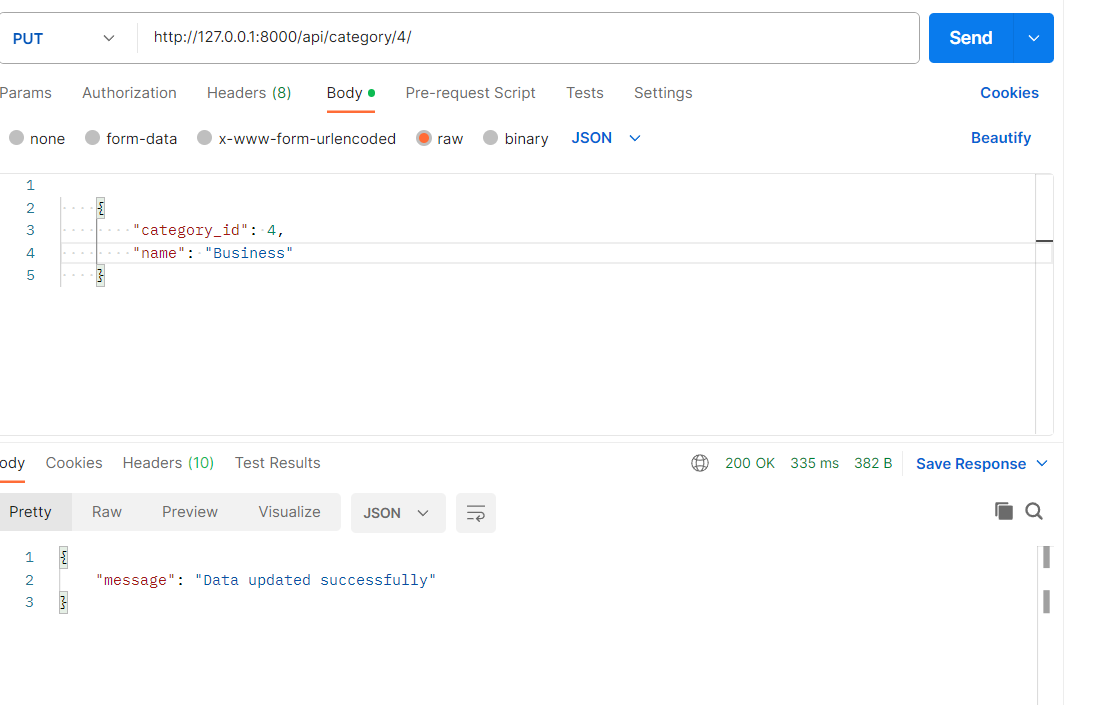 PUT http://127.0.0.1:8000/api/category/4/ Send
Params Authorization Headers (8) Body Pre-request Script Tests Settings Cookies
none form-data x-www-form-urlencoded raw binary JSON Beautify
1
2 {
3 "category_id": 4,
4 "name": "Business"
5 }
ody Cookies Headers (10) Test Results 200 OK 335 ms 382 B Save Response
Pretty Raw Preview Visualize JSON
1 {
2 "message": "Data updated successfully"
3 }